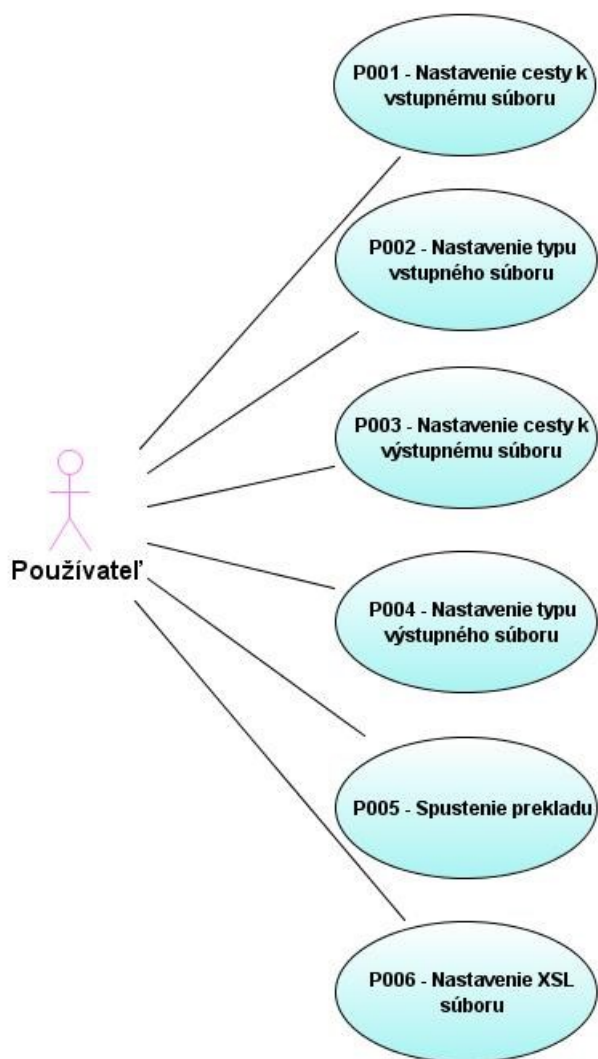 P001 - Nastavenie cesty k
vstupnému súboru
P002 - Nastavenie typu
vstupného súboru
P003 - Nastavenie cesty k
výstupnému súboru
Používateľ
P004 - Nastavenie typu
výstupného súboru
P005 - Spustenie prekladu
P006 - Nastavenie XSL
súboru